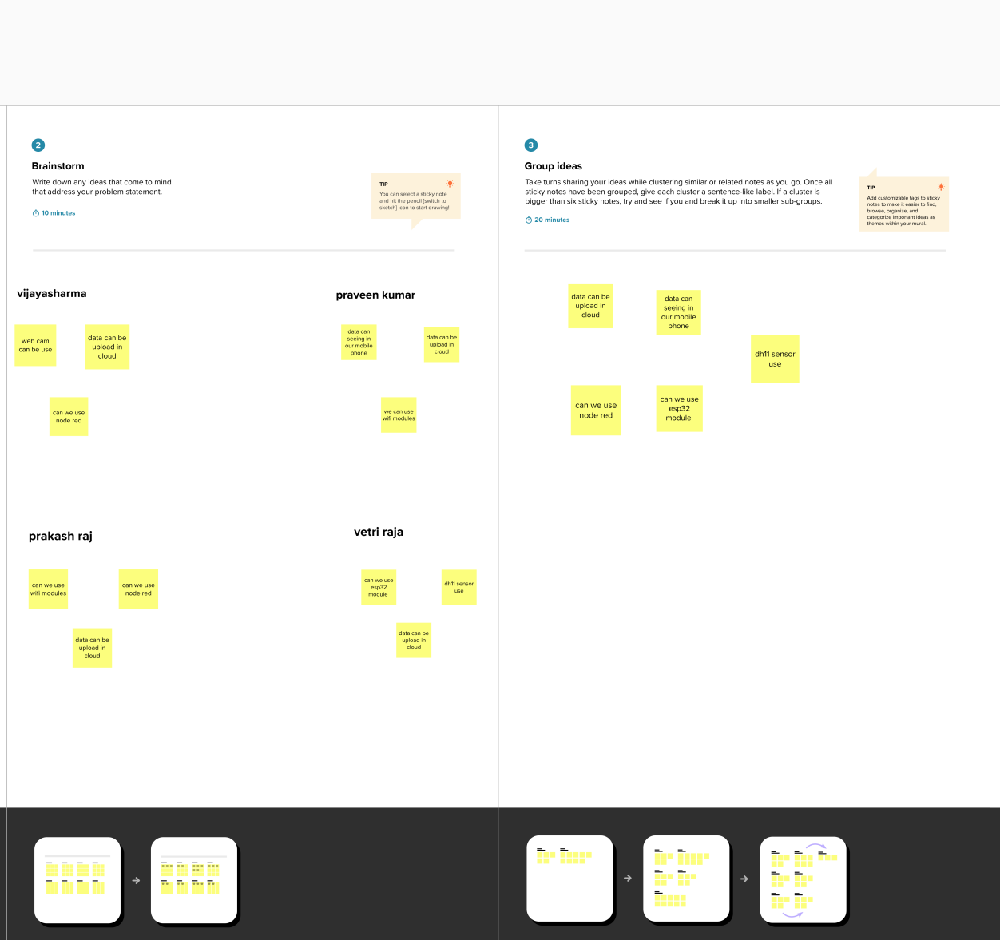 2
Brainstorm
Write down any ideas that come to mind
that address your problem statement.
10 minutes
TIP
You can select a sticky note
and hit the pencil [switch to
sketch] icon to start drawing!
vijayasharma
web cam
can be use
data can be
upload in
cloud
can we use
node red
praveen kumar
data can
seeing in
our mobile
phone
data can be
upload in
cloud
we can use
wifi modules
prakash raj
can we use
wifi modules
can we use
node red
data can be
upload in
cloud
vetri raja
can we use
esp32
module
dh11 sensor
use
data can be
upload in
cloud
3
Group ideas
Take turns sharing your ideas while clustering similar or related notes as you go. Once all
sticky notes have been grouped, give each cluster a sentence-like label. If a cluster is
bigger than six sticky notes, try and see if you and break it up into smaller sub-groups.
20 minutes
TIP
Add customizable tags to sticky
notes to make it easier to find,
browse, organize, and
categorize important ideas as
themes within your mural.
data can be
upload in
cloud
data can
seeing in
our mobile
phone
dh11 sensor
use
can we use
node red
can we use
esp32
module